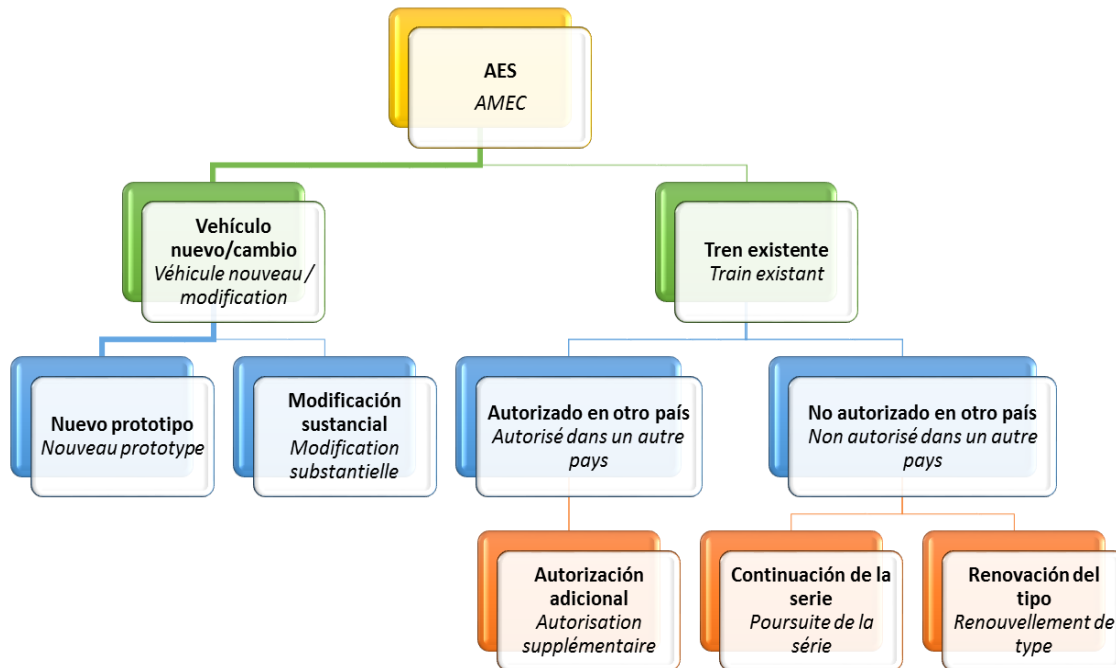 AES
AMEC
Vehículo
nuevo/cambio
Véhicule nouveau /
modification
Tren existente
Train existant
Nuevo prototipo
Nouveau prototype
Modificación
sustancial
Modification
substantielle
Autorizado en otro país
Autorisé dans un autre
pays
No autorizado en otro país
Non autorisé dans un autre
pays
Autorización
adicional
Autorisation
supplémentaire
Continuación de la
serie
Poursuite de la
série
Renovación del
tipo
Renouvellement de
type